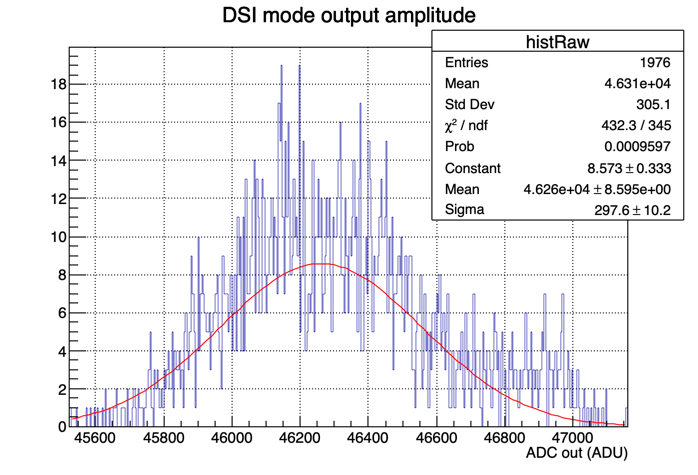 DSI mode output amplitude
histRaw
Entries 1976
Mean 4.631e+04
Std Dev 305.1
χ² / ndf 432.3 / 345
Prob 0.0009597
Constant 8.573 ± 0.333
Mean 4.626e+04 ± 8.595e+00
Sigma 297.6 ± 10.2
18
16
14
12
10
8
6
4
2
0
45600 45800 46000 46200 46400 46600 46800 47000
ADC out (ADU)